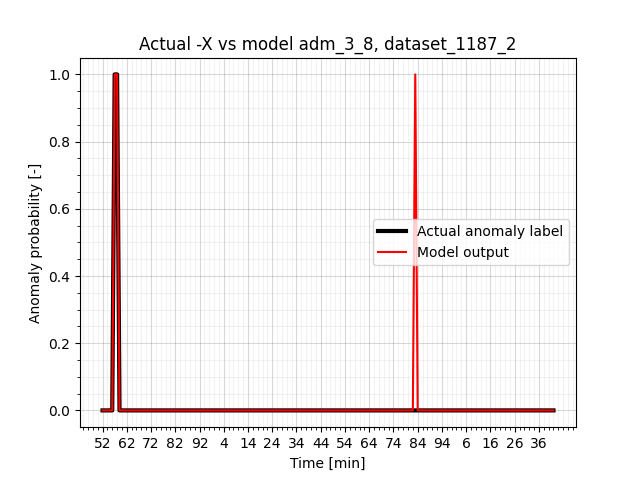 Actual -X vs model adm_3_8, dataset_1187_2
Anomaly probability [-]
1.0
0.8
0.6
0.4
0.2
0.0
Actual anomaly label
Model output
52 62 72 82 92 4 14 24 34 44 54 64 74 84 94 6 16 26 36
Time [min]